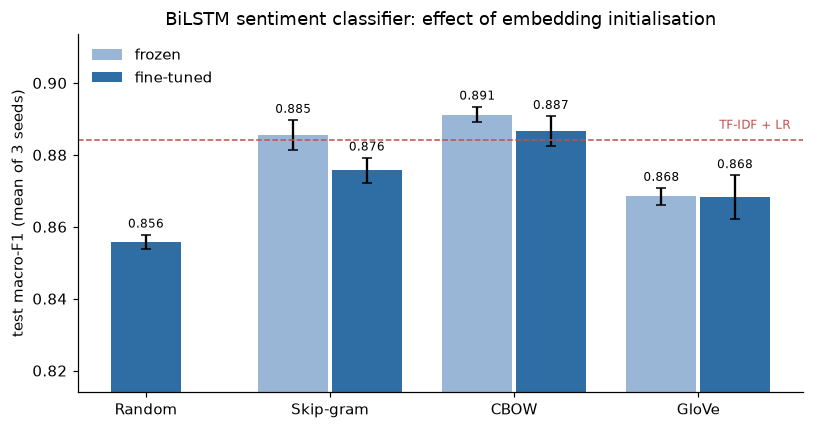 BiLSTM sentiment classifier: effect of embedding initialisation
frozen
fine-tuned
test macro-F1 (mean of 3 seeds)
0.90
0.88
0.86
0.84
0.82
TF-IDF + LR
0.856
0.885
0.876
0.891
0.887
0.868
0.868
Random
Skip-gram
CBOW
GloVe